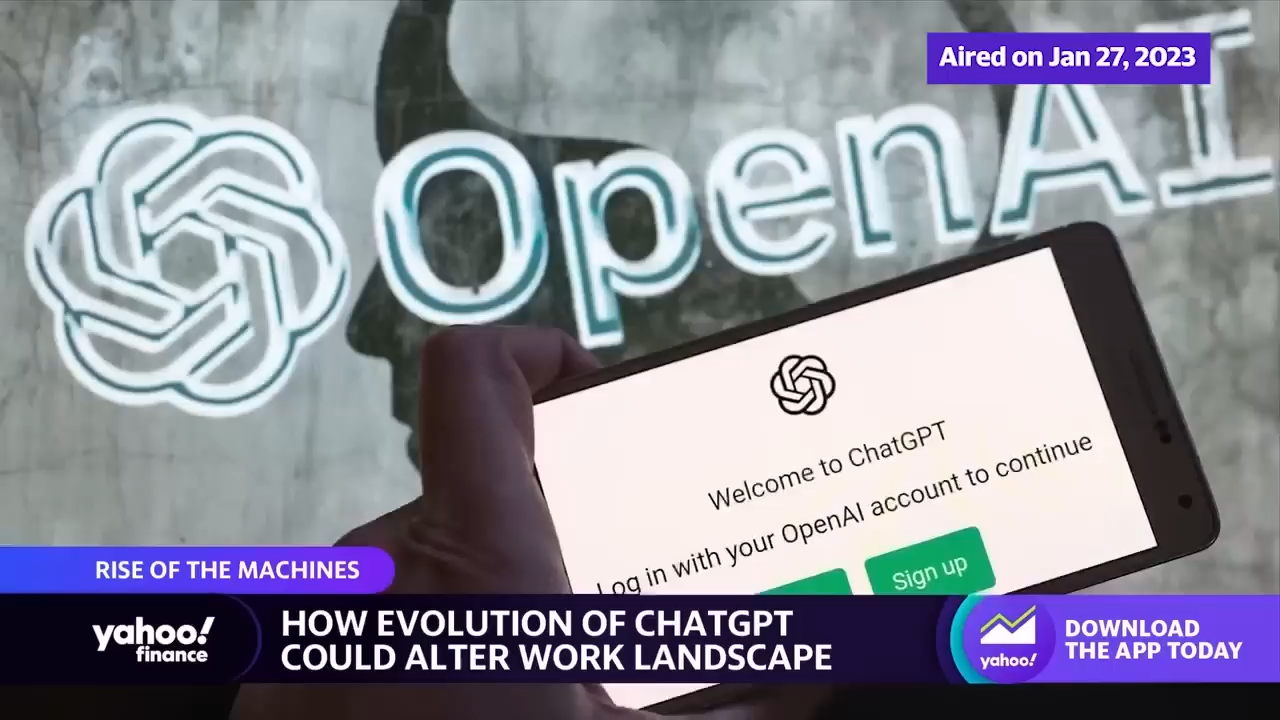 Aired on Jan 27, 2023
OpenAI
Welcome to ChatGPT
Log in with your OpenAI account to continue
Sign up
RISE OF THE MACHINES
yahoo!
finance
HOW EVOLUTION OF CHATGPT
COULD ALTER WORK LANDSCAPE
yahoo!
DOWNLOAD
THE APP TODAY